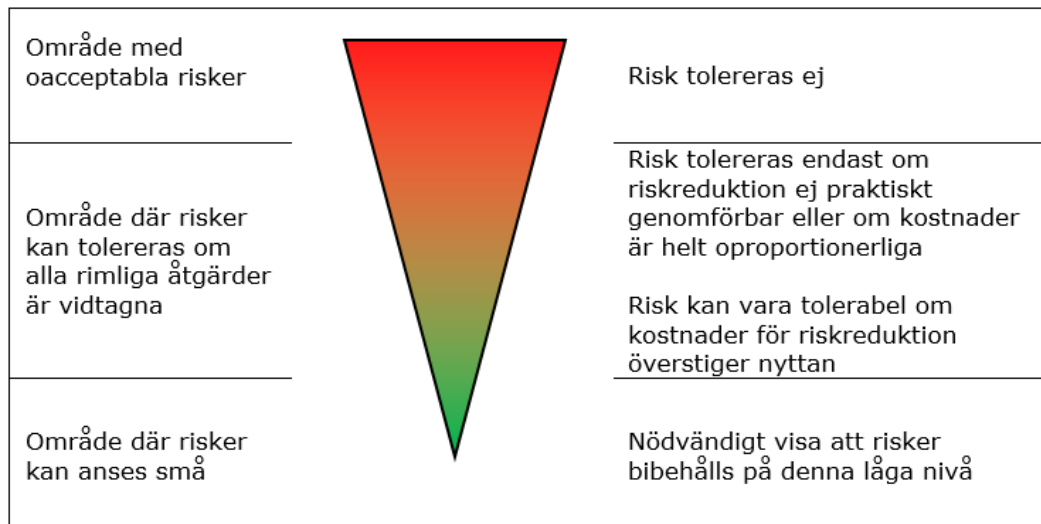 Område med
oacceptabla risker
Risk tolereras ej
Område där risker
kan tolereras om
alla rimliga åtgärder
är vidtagna
Risk tolereras endast om
riskreduktion ej praktiskt
genomförbar eller om kostnader
är helt oproportionerliga
Risk kan vara tolerabel om
kostnader för riskreduktion
överstiger nyttan
Område där risker
kan anses små
Nödvändigt visa att risker
bibehålls på denna låga nivå